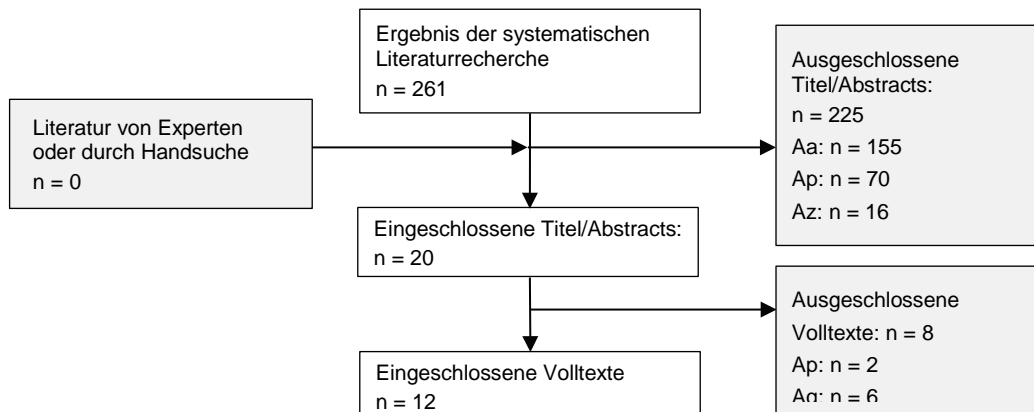 Ergebnis der systematischen
Literaturrecherche
n = 261
Ausgeschlossene
Titel/Abstracts:
n = 225
Aa: n = 155
Ap: n = 70
Az: n = 16
Literatur von Experten
oder durch Handsuche
n = 0
Eingeschlossene Titel/Abstracts:
n = 20
Ausgeschlossene
Volltexte: n = 8
Ap: n = 2
n = 6
Eingeschlossene Volltexte
n = 12